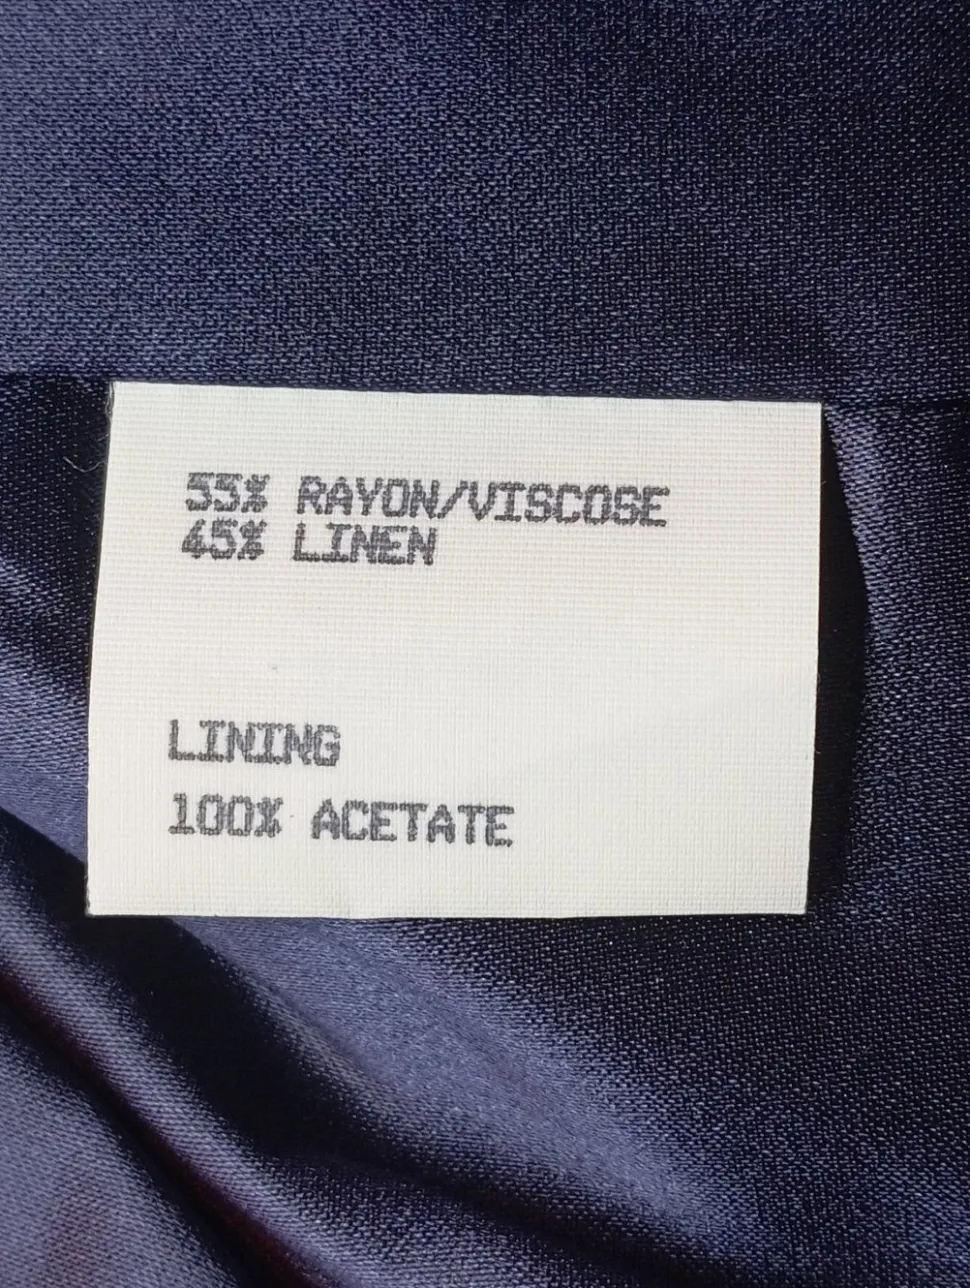 55% RAYON/VISCOSE
45% LINEN
LINING
100% ACETATE